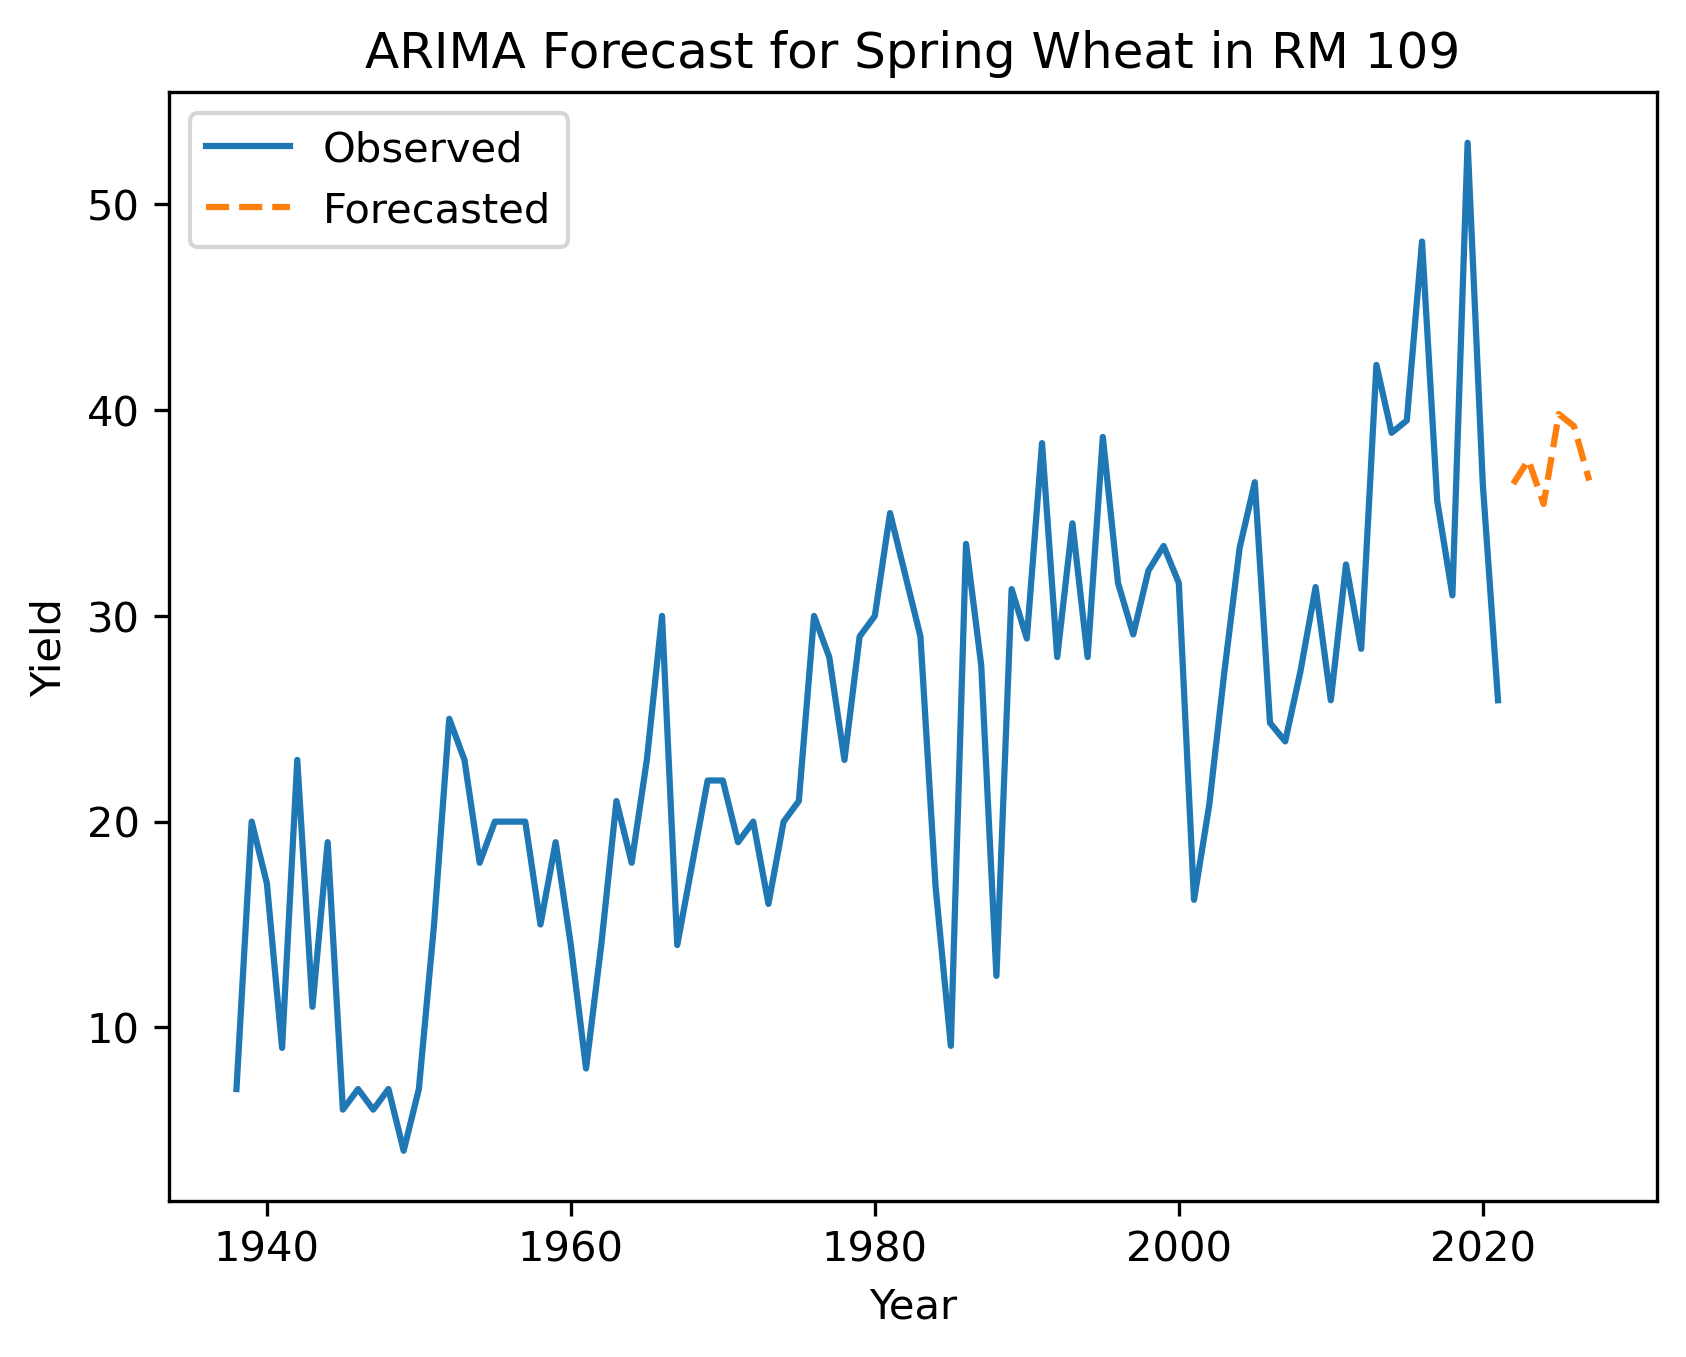 ARIMA Forecast for Spring Wheat in RM 109
Observed
Forecasted
50
40
30
20
10
Yield
1940 1960 1980 2000 2020
Year